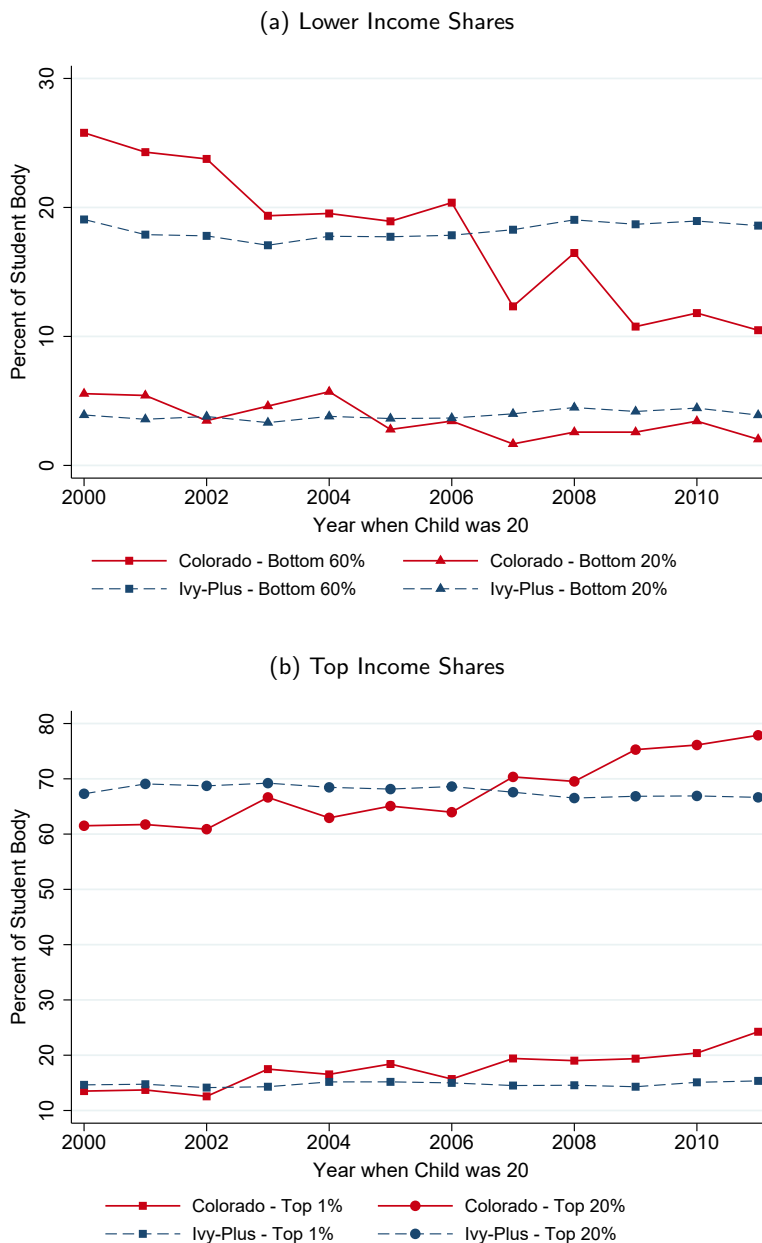 (a) Lower Income Shares
Percent of Student Body
30
20
10
0
2000 2002 2004 2006 2008 2010
Year when Child was 20
Colorado - Bottom 60% Colorado - Bottom 20%
Ivy-Plus - Bottom 60% Ivy-Plus - Bottom 20%
(b) Top Income Shares
Percent of Student Body
80
70
60
50
40
30
20
10
2000 2002 2004 2006 2008 2010
Year when Child was 20
Colorado - Top 1% Colorado - Top 20%
Ivy-Plus - Top 1% Ivy-Plus - Top 20%